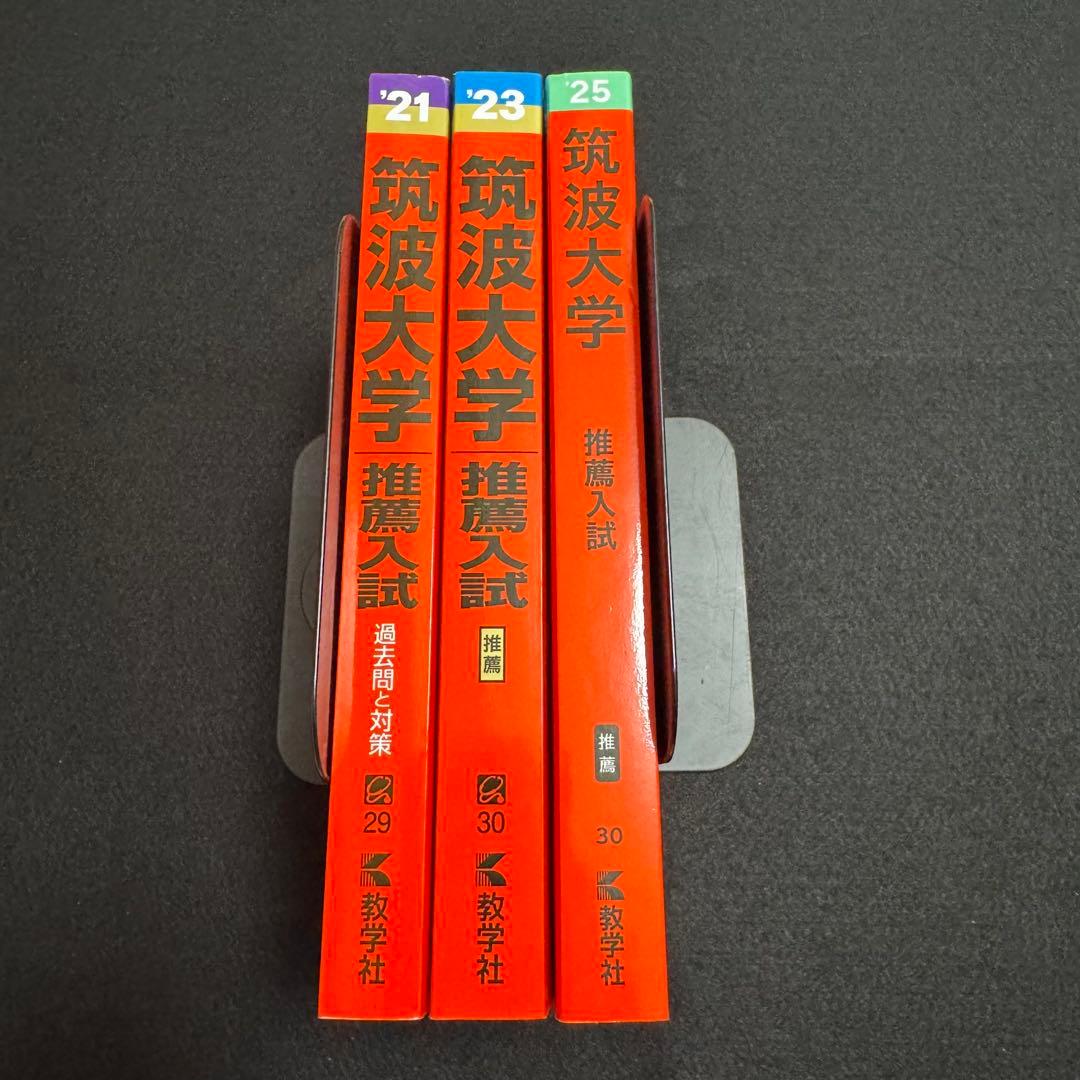 '21
筑波大学
推薦入試
過去問と対策
29
教学社
'23
筑波大学
推薦入試
推薦
30
教学社
'25
筑波大学
推薦入試
推薦
30
教学社